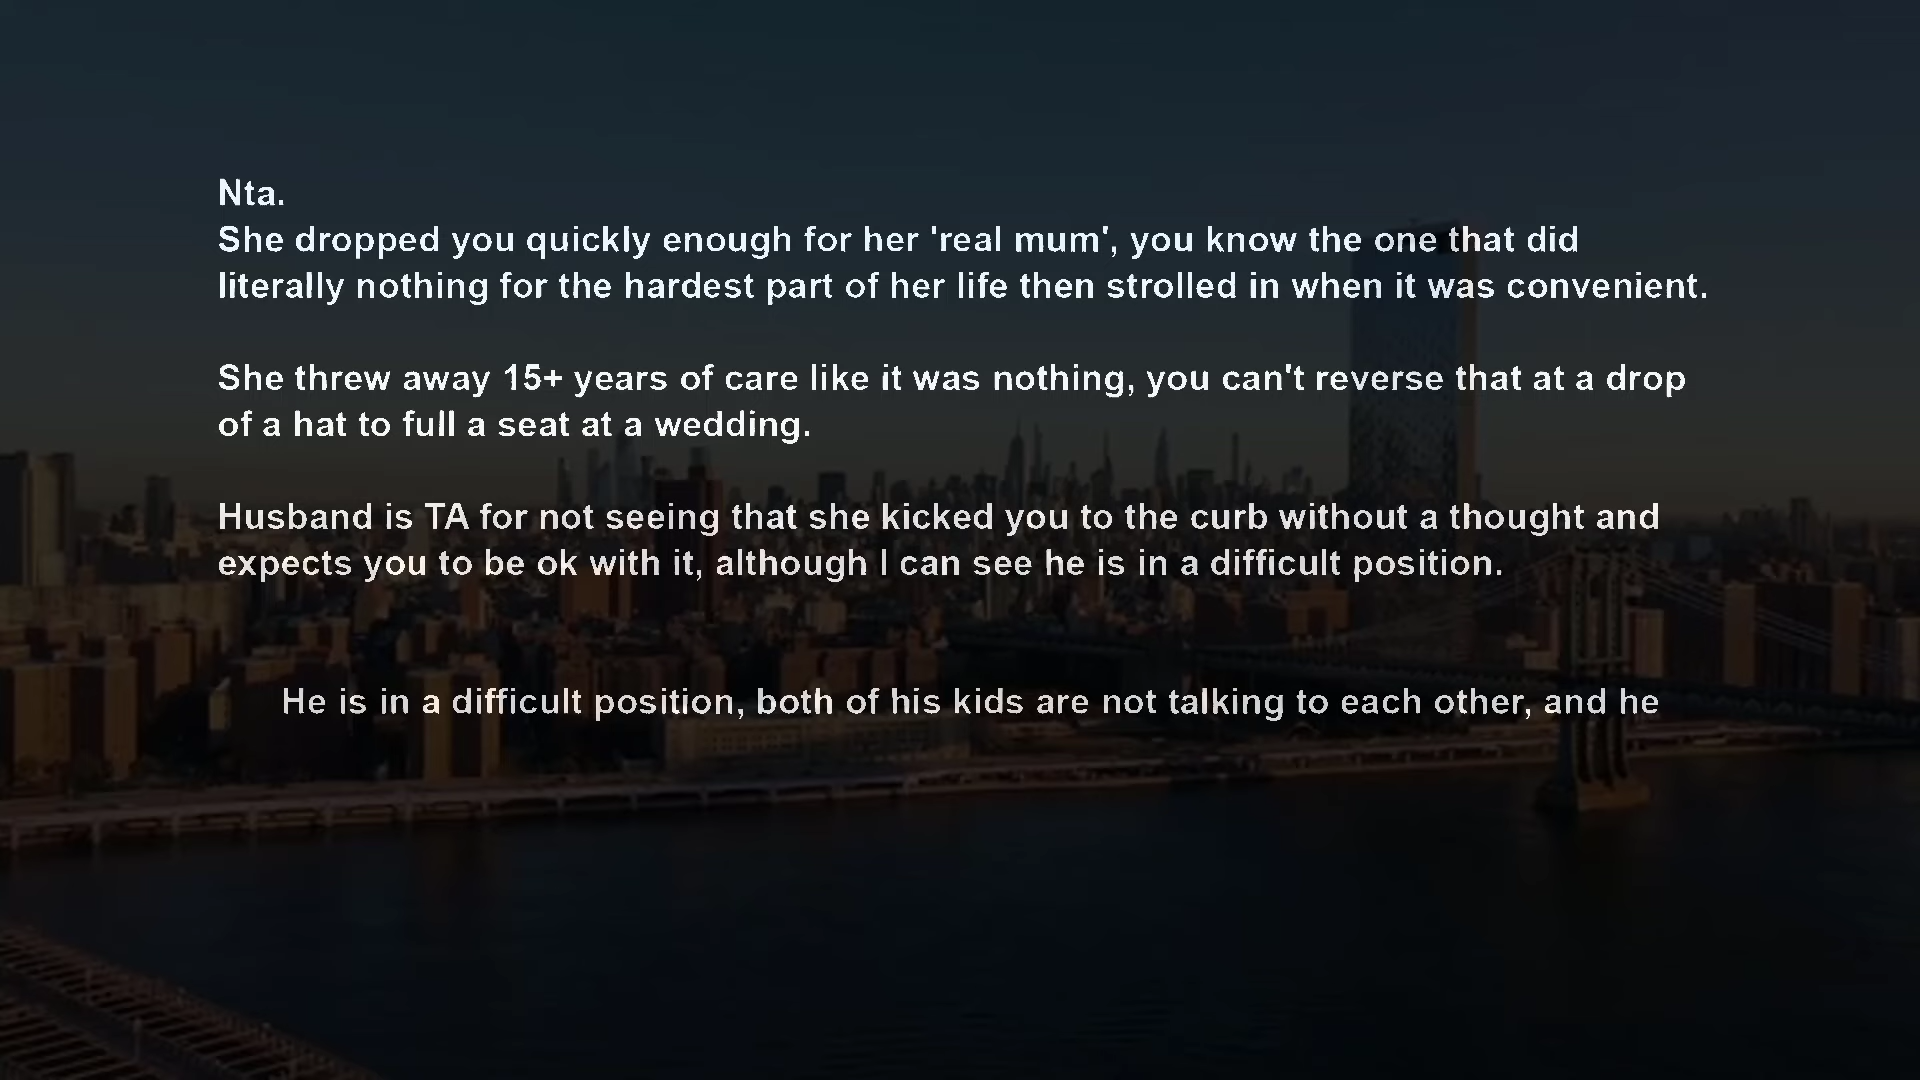 Nta.
She dropped you quickly enough for her 'real mum', you know the one that did
literally nothing for the hardest part of her life then strolled in when it was convenient.
She threw away 15+ years of care like it was nothing, you can't reverse that at a drop
of a hat to full a seat at a wedding.
Husband is TA for not seeing that she kicked you to the curb without a thought and
expects you to be ok with it, although I can see he is in a difficult position.
He is in a difficult position, both of his kids are not talking to each other, and he